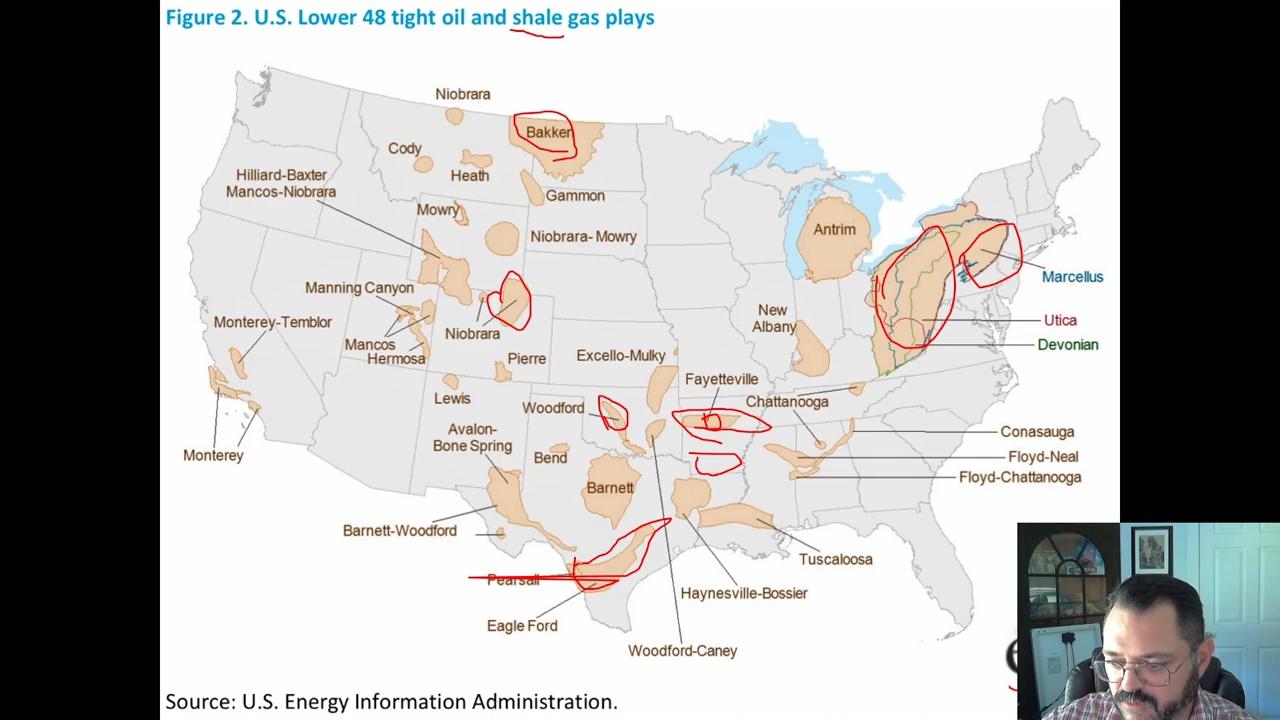 Figure 2. U.S. Lower 48 tight oil and shale gas plays
Niobrara
Bakken
Cody
Heath
Hilliard-Baxter
Mancos-Niobrara
Gammon
Mowry
Niobrara- Mowry
Antrim
Manning Canyon
Marcellus
Monterey-Temblor
New
Albany
Utica
Niobrara
Mancos
Hermosa
Devonian
Pierre
Excello-Mulky
Fayetteville
Lewis
Woodford
Chattanooga
Avalon-
Bone Spring
Conasauga
Monterey
Bend
Floyd-Neal
Barnett
Floyd-Chattanooga
Barnett-Woodford
Tuscaloosa
Pearsall
Haynesville-Bossier
Eagle Ford
Woodford-Caney
Source: U.S. Energy Information Administration.